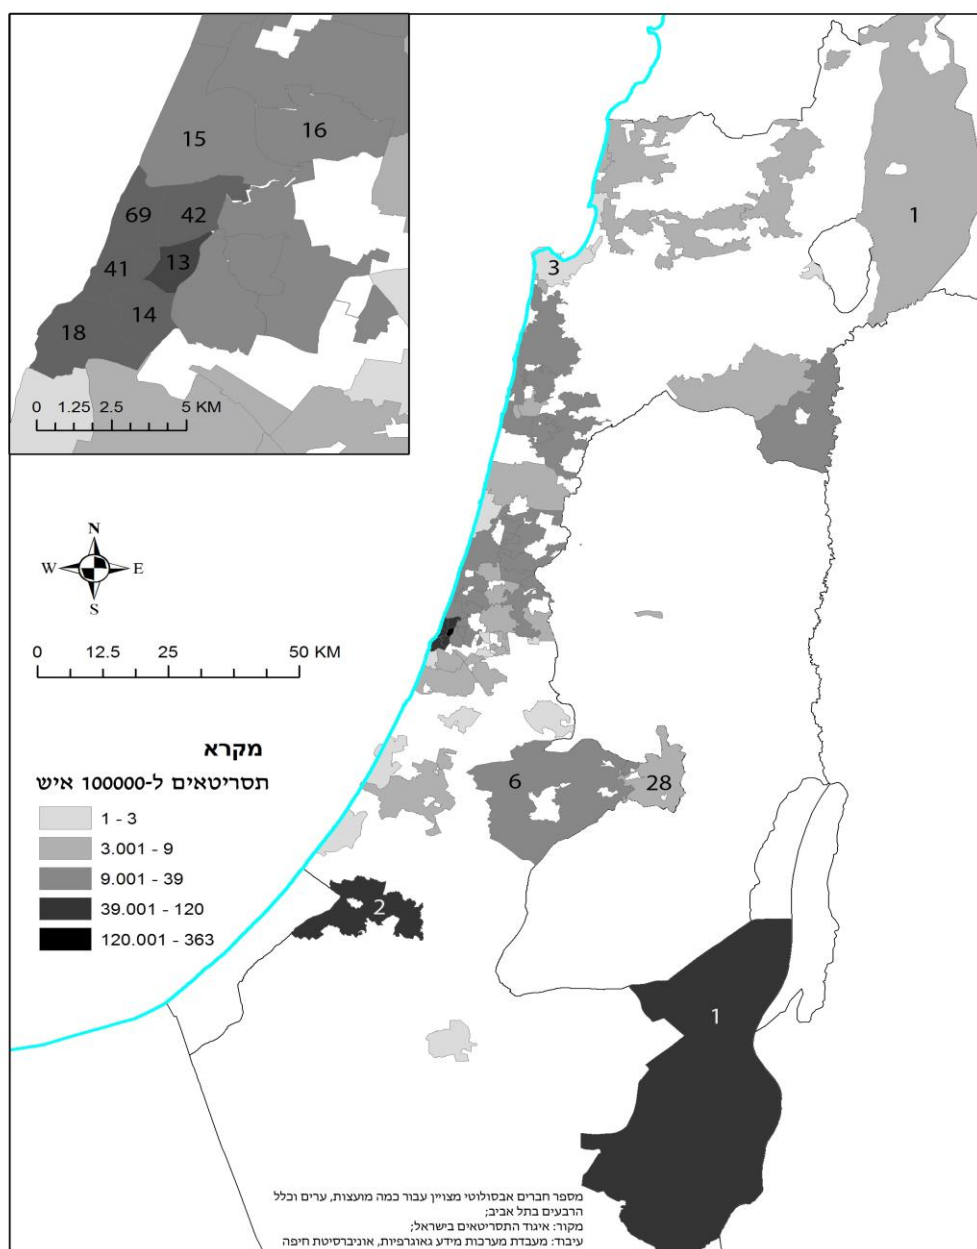 15
16
69
42
41
13
14
18
0 1.25 2.5 5 KM
1
3
N
W E
S
0 12.5 25 50 KM
מקרא
תסריטאים ל-100000 איש
1 - 3
3.001 - 9
9.001 - 39
39.001 - 120
120.001 - 363
6
28
2
1
מספר חברים אבסולוטי מצויין עבור כמה מועצות, ערים וכלל
הרבעים בתל אביב;
מקור: איגוד התסריטאים בישראל;
עיבוד: מעבדת מערכות מידע גאוגרפיות, אוניברסיטת חיפה